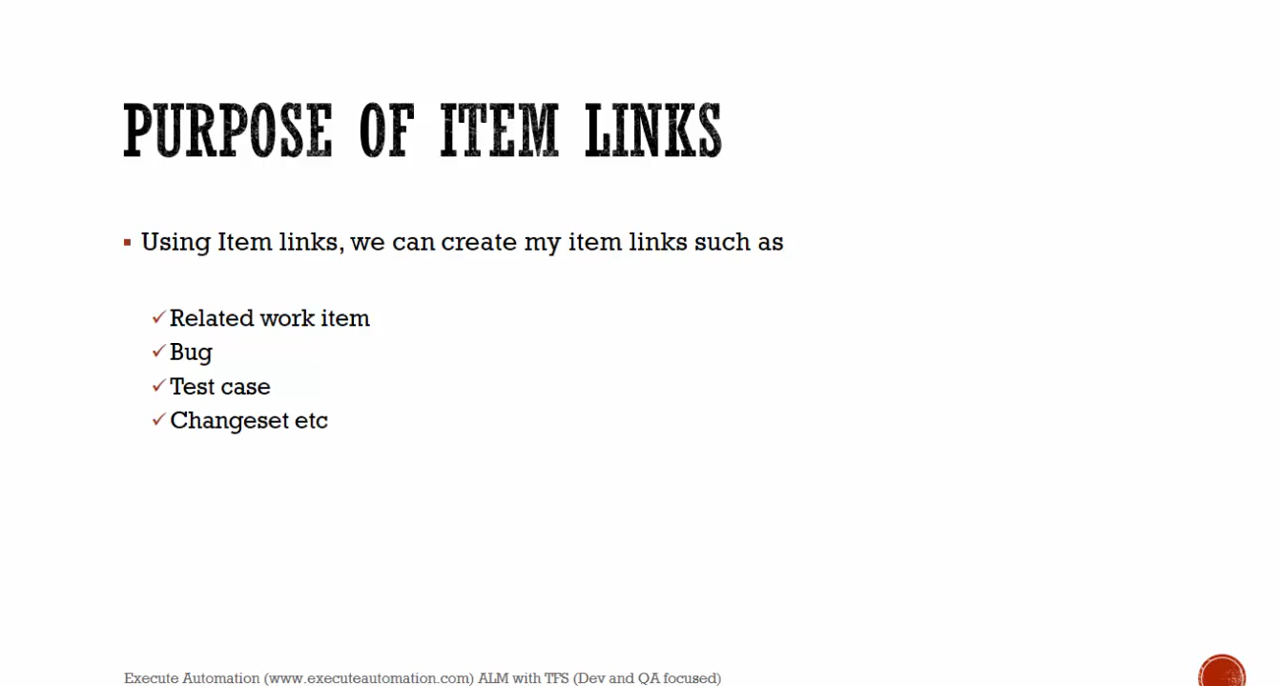 PURPOSE OF ITEM LINKS
Using Item links, we can create my item links such as
Related work item
Bug
Test case
Changeset etc
Execute Automation (www.executeautomation.com) ALM with TFS (Dev and QA focused)